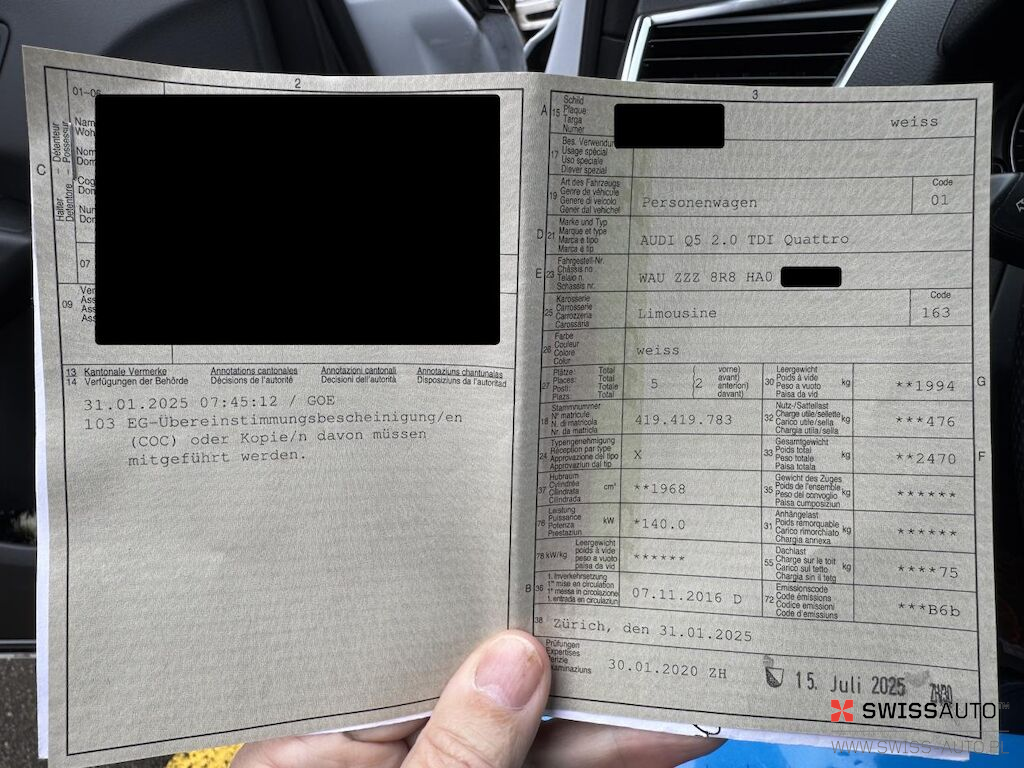 2
01-06
C
Halter – Détenteur
Detentore – Possessur
07
09
13 Kantonale Vermerke Annotations cantonales Annotazioni cantonali Annotaziuns chantunalas
14 Verfügungen der Behörde Décisions de l'autorité Decisioni dell'autorità Disposiziuns da l'autoritad
31.01.2025 07:45:12 / GOE
103 EG-Übereinstimmungsbescheinigung/en
(COC) oder Kopie/n davon müssen
mitgeführt werden.
3
A 15 Schild
Plaque
Targa
Numer
weiss
17 Bes. Verwendung
Usage spécial
Uso speciale
Diever spezial
19 Art des Fahrzeugs
Genre de véhicule
Genere di veicolo
Gener dal vehichel
Personenwagen
Code
01
D 21 Marke und Typ
Marque et type
Marca e tipo
Marca e tip
AUDI Q5 2.0 TDI Quattro
E 23 Fahrgestell-Nr.
Châssis no
Telaio n.
Schassis nr.
WAU ZZZ 8R8 HA0
25 Karosserie
Carrosserie
Carrozzeria
Carossaria
Limousine
Code
163
26 Farbe
Couleur
Colore
Colur
weiss
27 Plätze: Total
Places: Total
Posti: Totale
Plazs: Total
5
(vorne)
2
avant)
anterion)
davant)
30 Leergewicht
Poids à vide
Peso a vuoto
Paisa da vid
kg
**1994
G
18 Stammnummer
N° matricule
N. di matricola
Nr. da matricla
419.419.783
32 Nutz-/Sattellast
Charge utile/sellette
Carico utile/sella
Chargia utila/sella
kg
***476
24 Typengenehmigung
Réception par type
Approvazione del tipo
Approvaziun dal tip
X
33 Gesamtgewicht
Poids total
Peso totale
Paisa totala
kg
**2470
F
37 Hubraum
Cylindrée
Cilindrata
Cilindrada
cm³
**1968
35 Gewicht des Zuges
Poids de l'ensemble
Peso del convoglio
Paisa cumposiziun
kg
******
76 Leistung
Puissance
Potenza
Prestaziun
kW
*140.0
31 Anhängelast
Poids remorquable
Carico rimorchiato
Chargia annexa
kg
******
78 kW/kg Leergewicht
poids à vide
peso a vuoto
paisa da vid
******
55 Dachlast
Charge sur le toit
Carico sul tetto
Chargia sin il tetg
kg
****75
B 36 1. Inverkehrsetzung
1re mise en circulation
1a messa in circolazione
1. entrada en circulaziun
07.11.2016 D
72 Emissionscode
Code émissions
Codice emissioni
Code d'emissiuns
***B6b
38 Zürich, den 31.01.2025
Prüfungen
Expertises
Perizie
Examinaziuns
30.01.2020 ZH
15. Juli 2025
SWISSAUTO™
WWW.SWISS-AUTO.PL